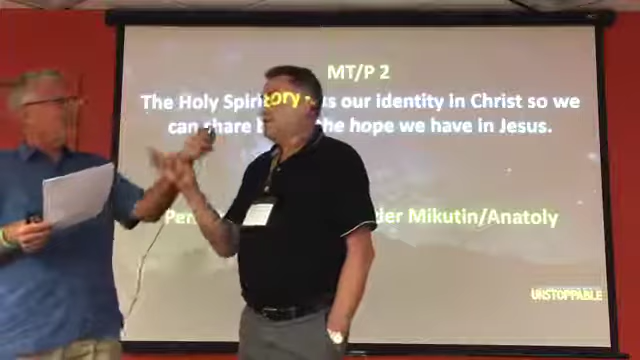 MT/P 2
The Holy Spirit our identity in Christ so we
can share the hope we have in Jesus.
Mikutin/Anatoly
UNSTOPPABLE